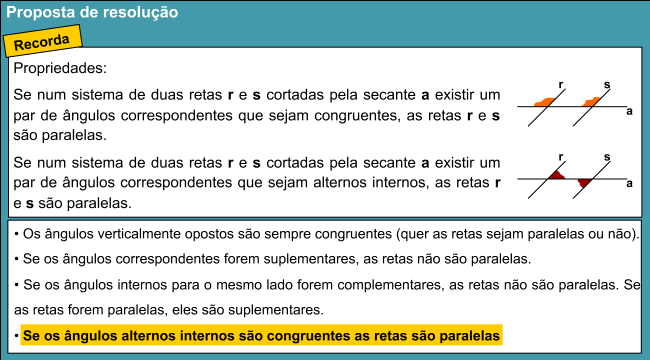 Proposta de resolução
Recorda
Propriedades:
Se num sistema de duas retas r e s cortadas pela secante a existir um
par de ângulos correspondentes que sejam congruentes, as retas r e s
são paralelas.
r s
a
Se num sistema de duas retas r e s cortadas pela secante a existir um
par de ângulos correspondentes que sejam alternos internos, as retas r
e s são paralelas.
r s
a
• Os ângulos verticalmente opostos são sempre congruentes (quer as retas sejam paralelas ou não).
• Se os ângulos correspondentes forem suplementares, as retas não são paralelas.
• Se os ângulos internos para o mesmo lado forem complementares, as retas não são paralelas. Se
as retas forem paralelas, eles são suplementares.
• Se os ângulos alternos internos são congruentes as retas são paralelas